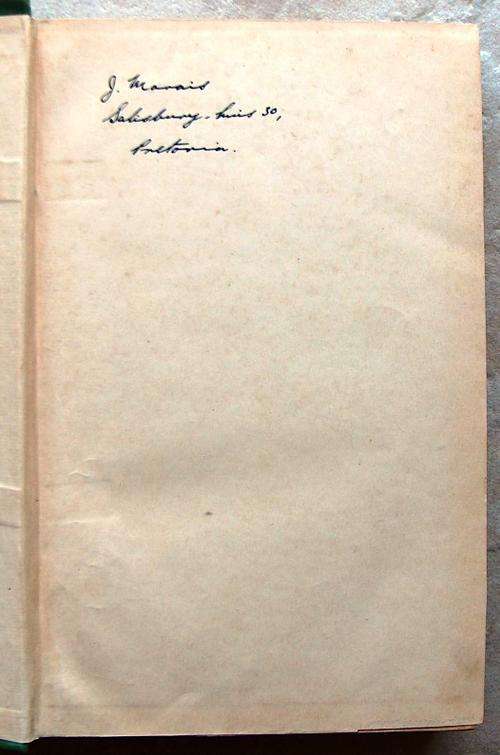 J. Marais
Salisbury-huis 30,
Pretoria.